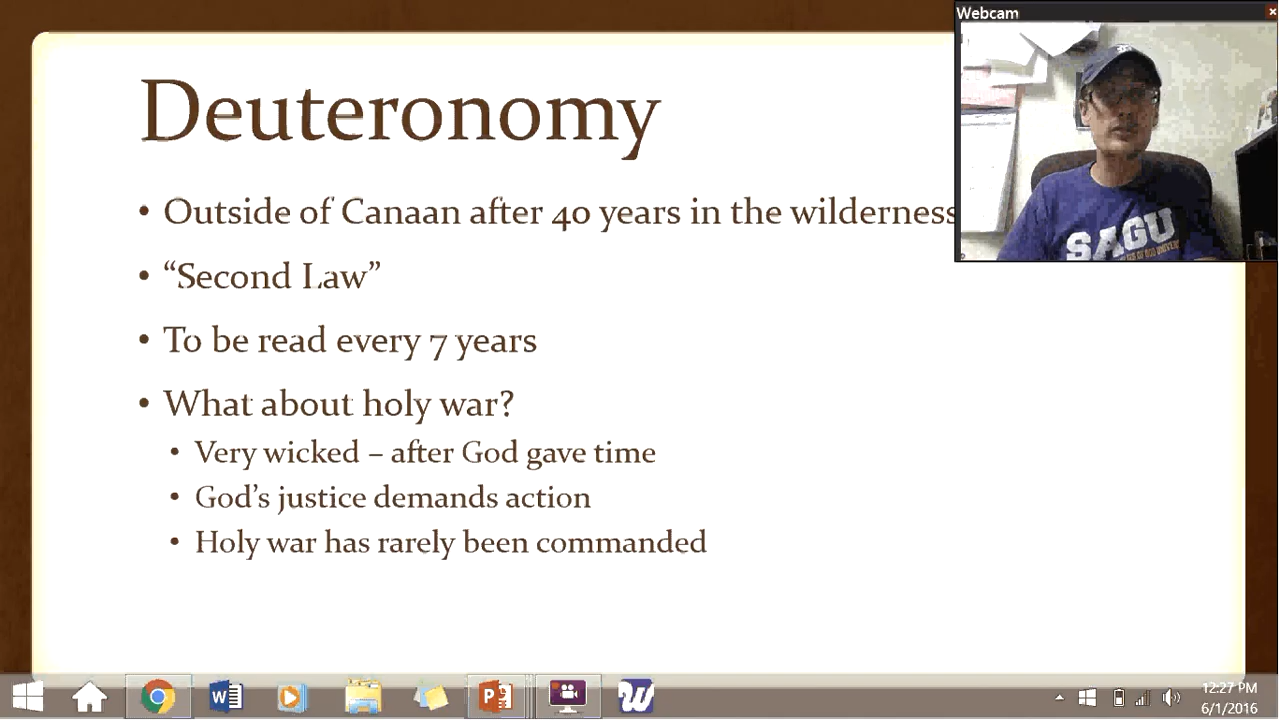 Webcam
Deuteronomy
• Outside of Canaan after 40 years in the wilderness
• “Second Law”
• To be read every 7 years
• What about holy war?
• Very wicked – after God gave time
• God’s justice demands action
• Holy war has rarely been commanded
SAGU
12:27 PM
6/1/2016